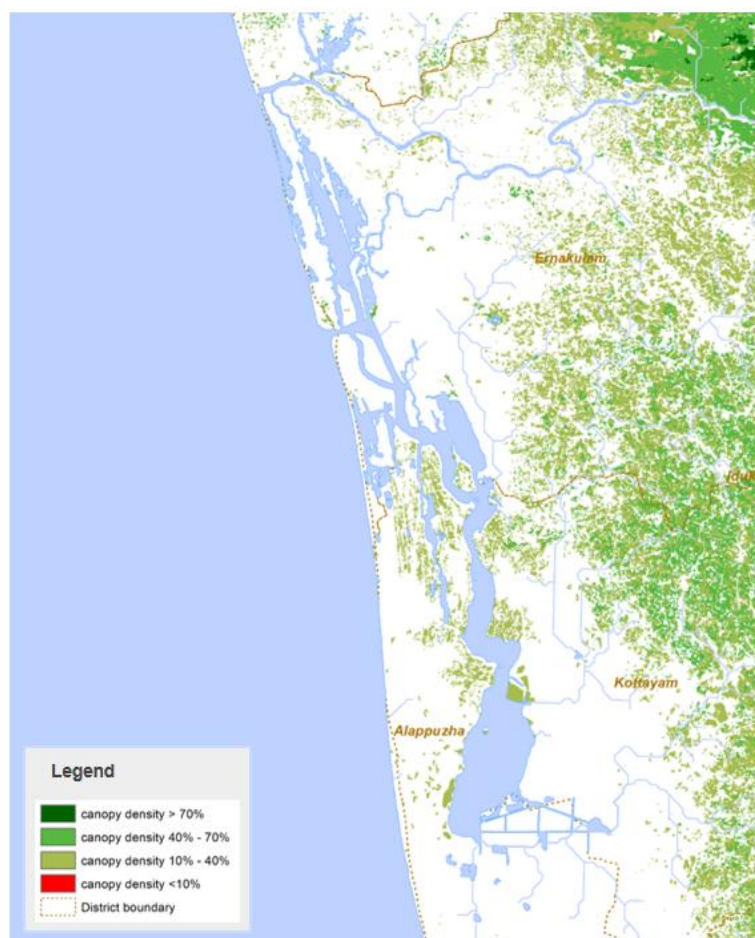 Ernakulam
Iduk
Kottayam
Alappuzha
Legend
canopy density > 70%
canopy density 40% - 70%
canopy density 10% - 40%
canopy density <10%
District boundary